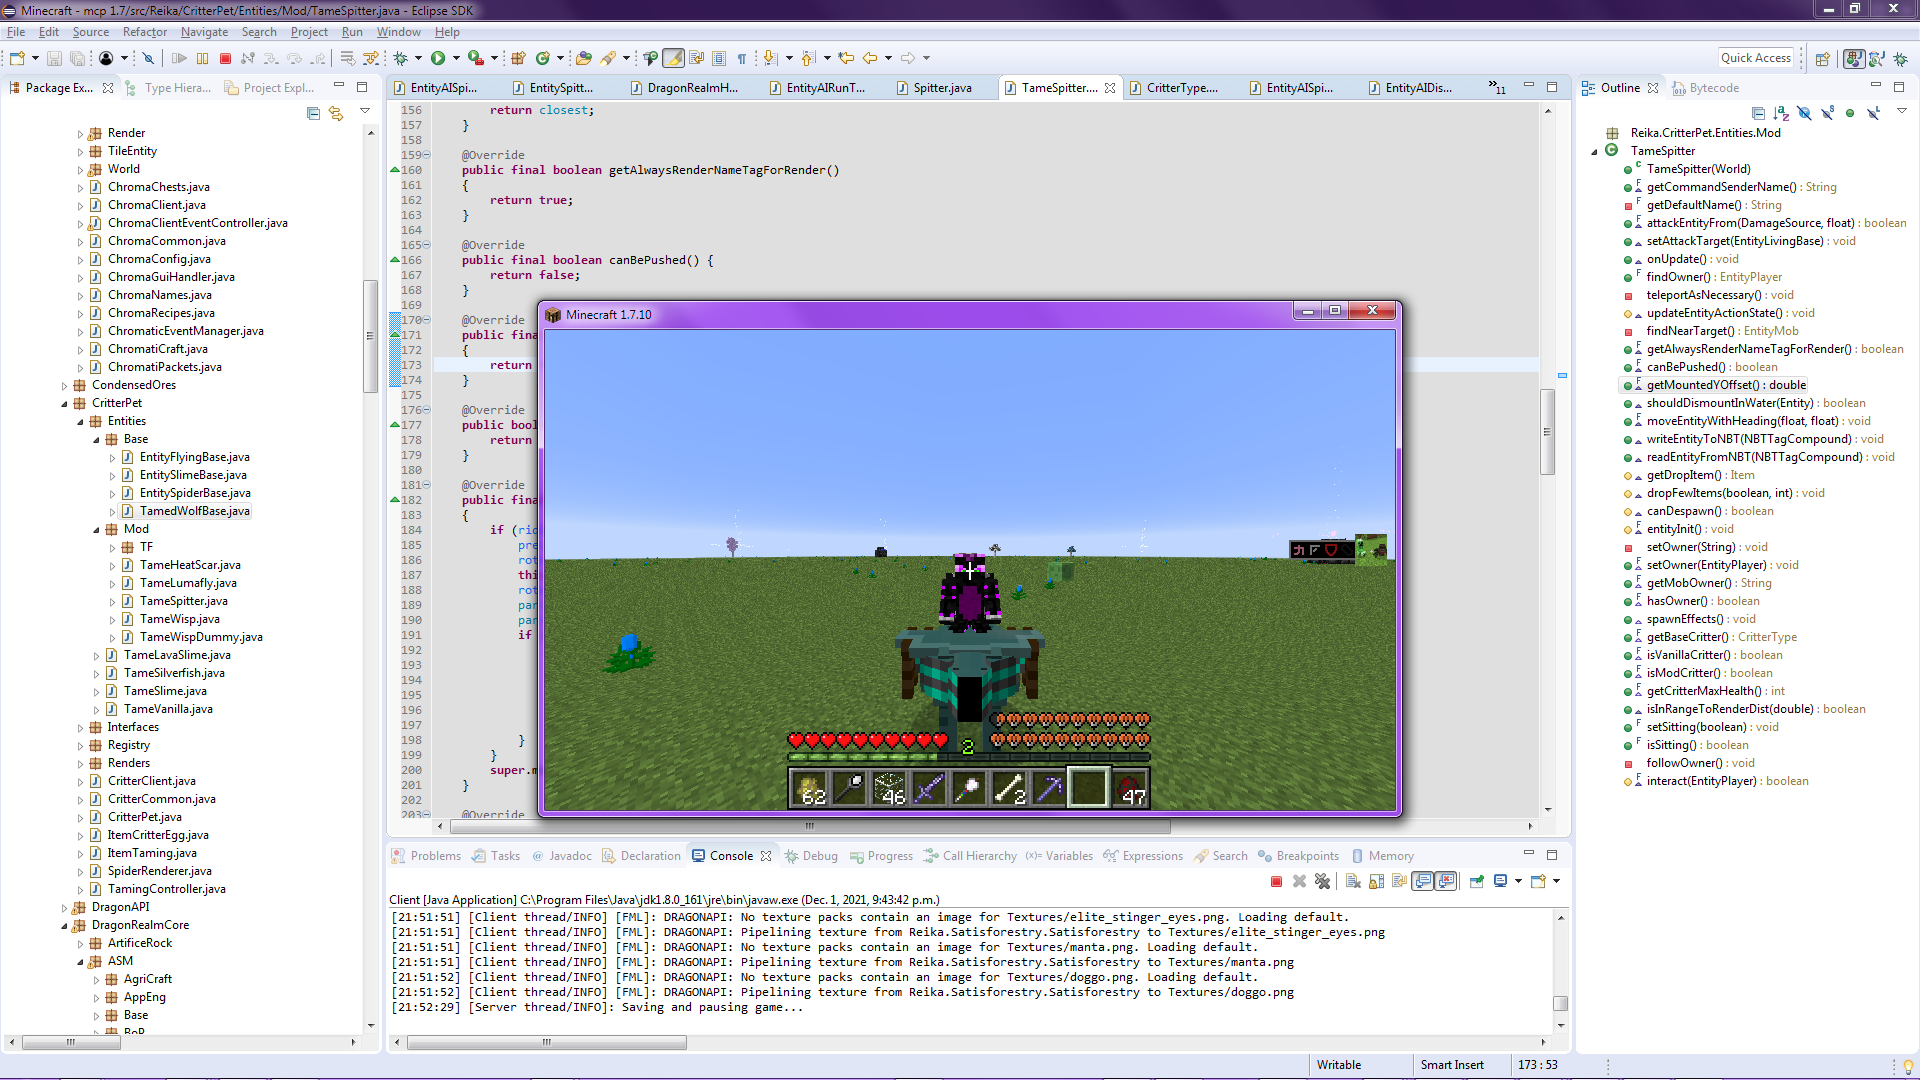 Minecraft - mcp 1.7/src/Reika/CritterPet/Entities/Mod/TameSpitter.java - Eclipse SDK
File Edit Source Refactor Navigate Search Project Run Window Help
Quick Access
Package Ex...
Type Hiera...
Project Expl...
Render
TileEntity
World
ChromaChests.java
ChromaClient.java
ChromaClientEventController.java
ChromaCommon.java
ChromaConfig.java
ChromaGuiHandler.java
ChromaNames.java
ChromaRecipes.java
ChromaticEventManager.java
ChromatiCraft.java
ChromatiPackets.java
CondensedOres
CritterPet
Entities
Base
EntityFlyingBase.java
EntitySlimeBase.java
EntitySpiderBase.java
TamedWolfBase.java
Mod
TF
TameHeatScar.java
TameLumafly.java
TameSpitter.java
TameWisp.java
TameWispDummy.java
TameLavaSlime.java
TameSilverfish.java
TameSlime.java
TameVanilla.java
Interfaces
Registry
Renders
CritterClient.java
CritterCommon.java
CritterPet.java
ItemCritterEgg.java
ItemTaming.java
SpiderRenderer.java
TamingController.java
DragonAPI
DragonRealmCore
ArtificeRock
ASM
AgriCraft
AppEng
Base
BoP
EntityAISpi...
EntitySpitt...
DragonRealmH...
EntityAIRunT...
Spitter.java
TameSpitter....
CritterType....
EntityAISpi...
EntityAIDis...
11
156 return closest;
157 }
158
159 @Override
160 public final boolean getAlwaysRenderNameTagForRender()
161 {
162 return true;
163 }
164
165 @Override
166 public final boolean canBePushed() {
167 return false;
168 }
169
170 @Override
171 public fina
172 {
173 return
174 }
175
176 @Override
177 public bool
178 return
179 }
180
181 @Override
182 public fina
183 {
184 if (rid
185 pre
186 rot
187 thi
188 rot
189 par
190 par
191 if
192
193
194
195
196
197
198 }
199 }
200 super.m
201 }
202
203 @Override
Minecraft 1.7.10
2
62
46
2
47
Problems Tasks Javadoc Declaration Console Debug Progress Call Hierarchy Variables Expressions Search Breakpoints Memory
Client [Java Application] C:\Program Files\Java\jdk1.8.0_161\jre\bin\javaw.exe (Dec. 1, 2021, 9:43:42 p.m.)
[21:51:51] [Client thread/INFO] [FML]: DRAGONAPI: No texture packs contain an image for Textures/elite_stinger_eyes.png. Loading default.
[21:51:51] [Client thread/INFO] [FML]: DRAGONAPI: Pipelining texture from Reika.Satisforestry.Satisforestry to Textures/elite_stinger_eyes.png
[21:51:51] [Client thread/INFO] [FML]: DRAGONAPI: No texture packs contain an image for Textures/manta.png. Loading default.
[21:51:51] [Client thread/INFO] [FML]: DRAGONAPI: Pipelining texture from Reika.Satisforestry.Satisforestry to Textures/manta.png
[21:51:52] [Client thread/INFO] [FML]: DRAGONAPI: No texture packs contain an image for Textures/doggo.png. Loading default.
[21:51:52] [Client thread/INFO] [FML]: DRAGONAPI: Pipelining texture from Reika.Satisforestry.Satisforestry to Textures/doggo.png
[21:52:29] [Server thread/INFO]: Saving and pausing game...
Outline
Bytecode
Reika.CritterPet.Entities.Mod
TameSpitter
TameSpitter(World)
getCommandSenderName() : String
getDefaultName() : String
attackEntityFrom(DamageSource, float) : boolean
setAttackTarget(EntityLivingBase) : void
onUpdate() : void
findOwner() : EntityPlayer
teleportAsNecessary() : void
updateEntityActionState() : void
findNearTarget() : EntityMob
getAlwaysRenderNameTagForRender() : boolean
canBePushed() : boolean
getMountedYOffset() : double
shouldDismountInWater(Entity) : boolean
moveEntityWithHeading(float, float) : void
writeEntityToNBT(NBTTagCompound) : void
readEntityFromNBT(NBTTagCompound) : void
getDropItem() : Item
dropFewItems(boolean, int) : void
canDespawn() : boolean
entityInit() : void
setOwner(String) : void
setOwner(EntityPlayer) : void
getMobOwner() : String
hasOwner() : boolean
spawnEffects() : void
getBaseCritter() : CritterType
isVanillaCritter() : boolean
isModCritter() : boolean
getCritterMaxHealth() : int
isInRangeToRenderDist(double) : boolean
setSitting(boolean) : void
isSitting() : boolean
followOwner() : void
interact(EntityPlayer) : boolean
Writable
Smart Insert
173 : 53